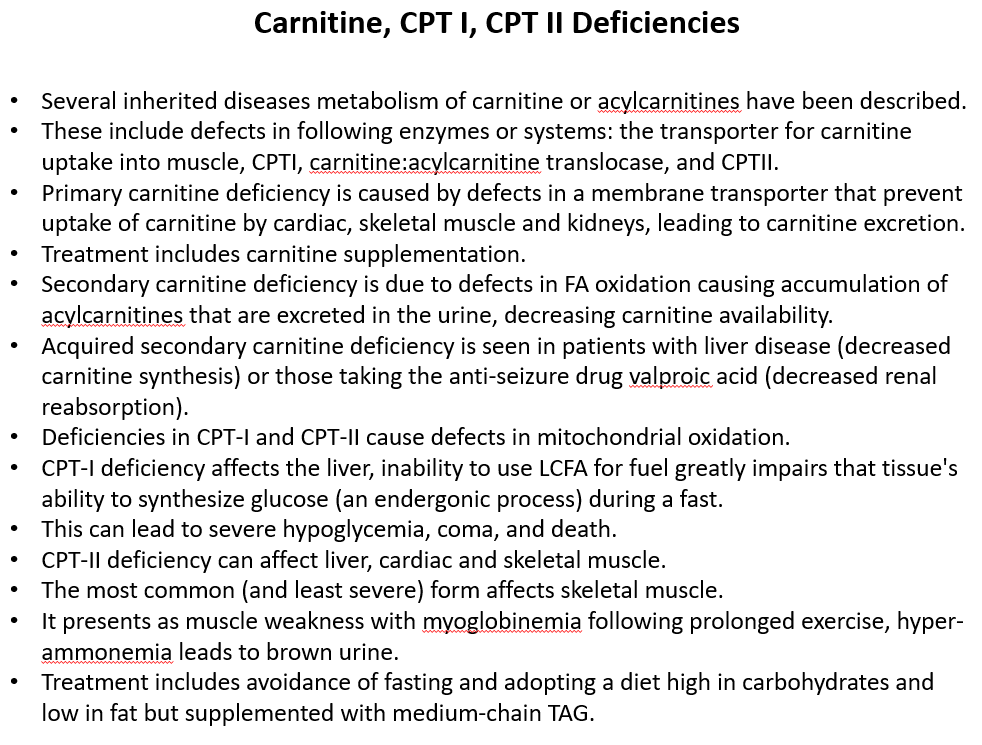 Carnitine, CPT I, CPT II Deficiencies
• Several inherited diseases metabolism of carnitine or acylcarnitines have been described.
• These include defects in following enzymes or systems: the transporter for carnitine
uptake into muscle, CPTI, carnitine:acylcarnitine translocase, and CPTII.
• Primary carnitine deficiency is caused by defects in a membrane transporter that prevent
uptake of carnitine by cardiac, skeletal muscle and kidneys, leading to carnitine excretion.
• Treatment includes carnitine supplementation.
• Secondary carnitine deficiency is due to defects in FA oxidation causing accumulation of
acylcarnitines that are excreted in the urine, decreasing carnitine availability.
• Acquired secondary carnitine deficiency is seen in patients with liver disease (decreased
carnitine synthesis) or those taking the anti-seizure drug valproic acid (decreased renal
reabsorption).
• Deficiencies in CPT-I and CPT-II cause defects in mitochondrial oxidation.
• CPT-I deficiency affects the liver, inability to use LCFA for fuel greatly impairs that tissue's
ability to synthesize glucose (an endergonic process) during a fast.
• This can lead to severe hypoglycemia, coma, and death.
• CPT-II deficiency can affect liver, cardiac and skeletal muscle.
• The most common (and least severe) form affects skeletal muscle.
• It presents as muscle weakness with myoglobinemia following prolonged exercise, hyper-
ammonemia leads to brown urine.
• Treatment includes avoidance of fasting and adopting a diet high in carbohydrates and
low in fat but supplemented with medium-chain TAG.